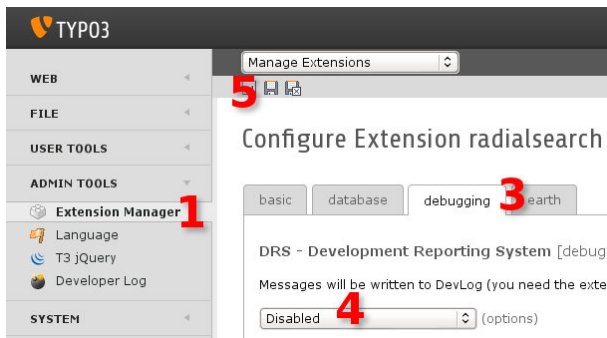 TYPO3
WEB
FILE
USER TOOLS
ADMIN TOOLS
Extension Manager
1
Language
T3 jQuery
Developer Log
SYSTEM
Manage Extensions
5
Configure Extension radialsearch
basic database debugging 3 earth
DRS - Development Reporting System [debug
Messages will be written to DevLog (you need the exte
Disabled 4 (options)